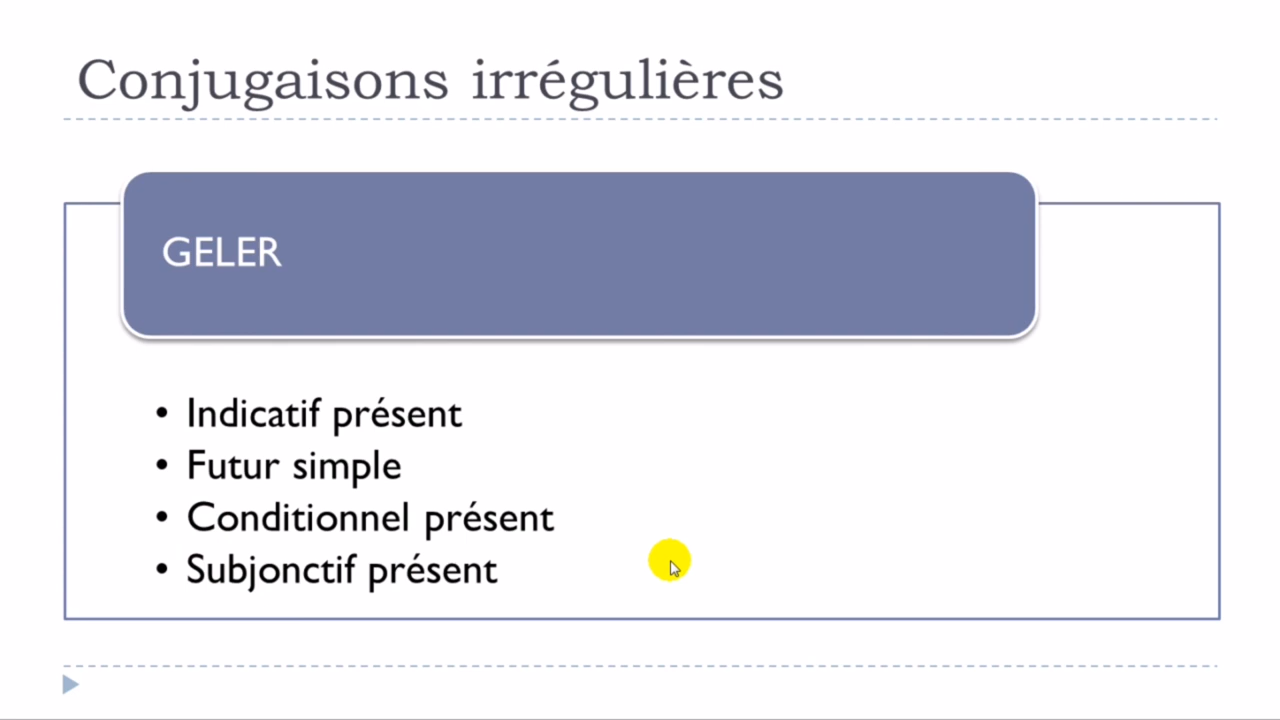 Conjugaisons irrégulières
GELER
• Indicatif présent
• Futur simple
• Conditionnel présent
• Subjonctif présent